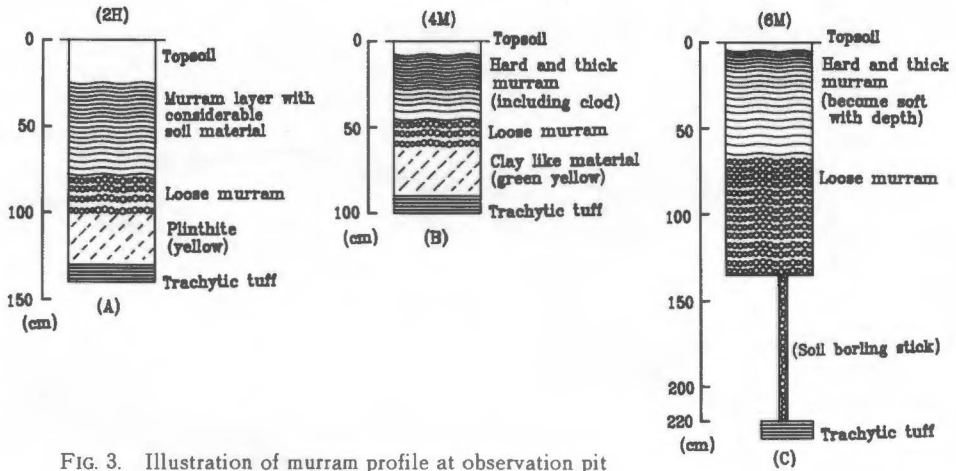 (2H)
0
Topsoil
Murram layer with
considerable
soil material
50
Loose murram
100
Plinthite
(yellow)
Trachytic tuff
150
(cm)
(A)
(4M)
0
Topsoil
Hard and thick
murram
(including clod)
50
Loose murram
Clay like material
(green yellow)
100
Trachytic tuff
(cm)
(B)
(6M)
0
Topsoil
Hard and thick
murram
(become soft
with depth)
50
Loose murram
100
150
(Soil borling stick)
200
220
Trachytic tuff
(cm)
(C)
FIG. 3. Illustration of murram profile at observation pit